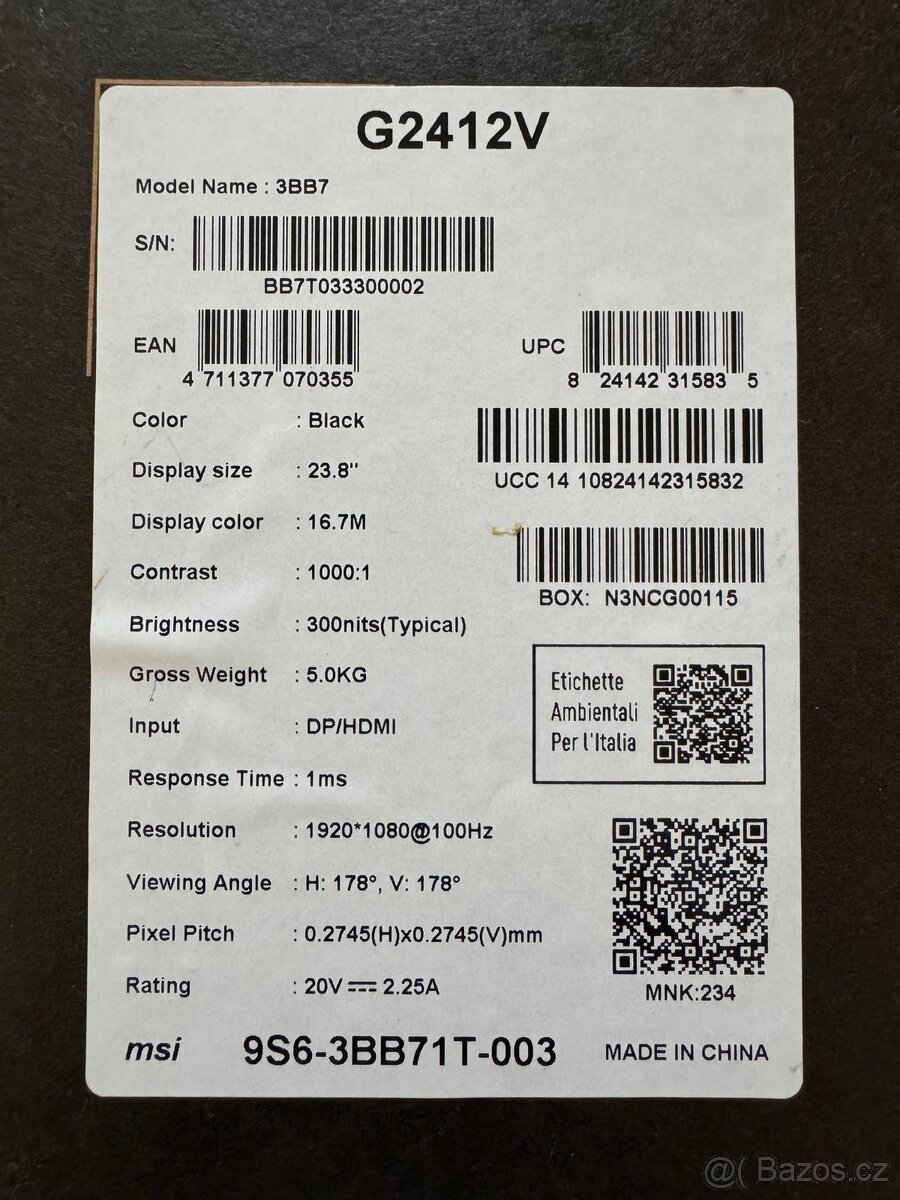 G2412V
Model Name : 3BB7
S/N:
BB7T033300002
EAN
4 711377 070355
UPC
8 24142 31583 5
Color : Black
UCC 14 10824142315832
Display size : 23.8"
Display color : 16.7M
Contrast : 1000:1
BOX: N3NCG00115
Brightness : 300nits(Typical)
Gross Weight : 5.0KG
Etichette
Ambientali
Per l'Italia
Input : DP/HDMI
Response Time : 1ms
Resolution : 1920*1080@100Hz
Viewing Angle : H: 178°, V: 178°
Pixel Pitch : 0.2745(H)x0.2745(V)mm
Rating : 20V ⎓ 2.25A
MNK:234
msi 9S6-3BB71T-003 MADE IN CHINA
@( Bazos.cz